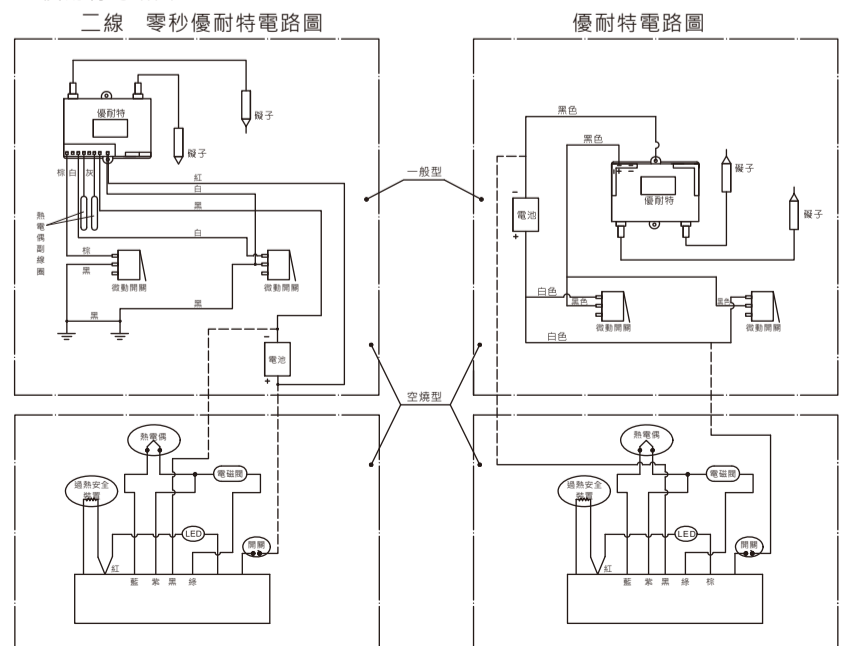 二線　零秒優耐特電路圖
優耐特
礙子
礙子
棕 白 灰
紅
白
黑
熱電偶副線圈
白
棕
黑
微動開關
微動開關
黑
黑
-
電池
+
一般型
空燒型
熱電偶
電磁閥
過熱安全
裝置
LED
開關
紅
藍 紫 黑 綠
優耐特電路圖
黑色
黑色
礙子
優耐特
礙子
-
電池
+
白色
黑色
黑色
微動開關
微動開關
白色
熱電偶
電磁閥
過熱安全
裝置
LED
開關
紅
藍 紫 黑 綠 棕